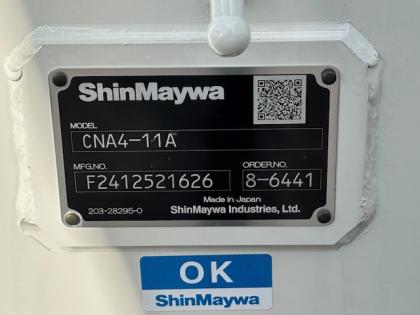 ShinMaywa
MODEL
CNA4-11A
MFG.NO. ORDER.NO.
F2412521626 8-6441
Made in Japan
203-28295-0 ShinMaywa Industries, Ltd.
OK
ShinMaywa